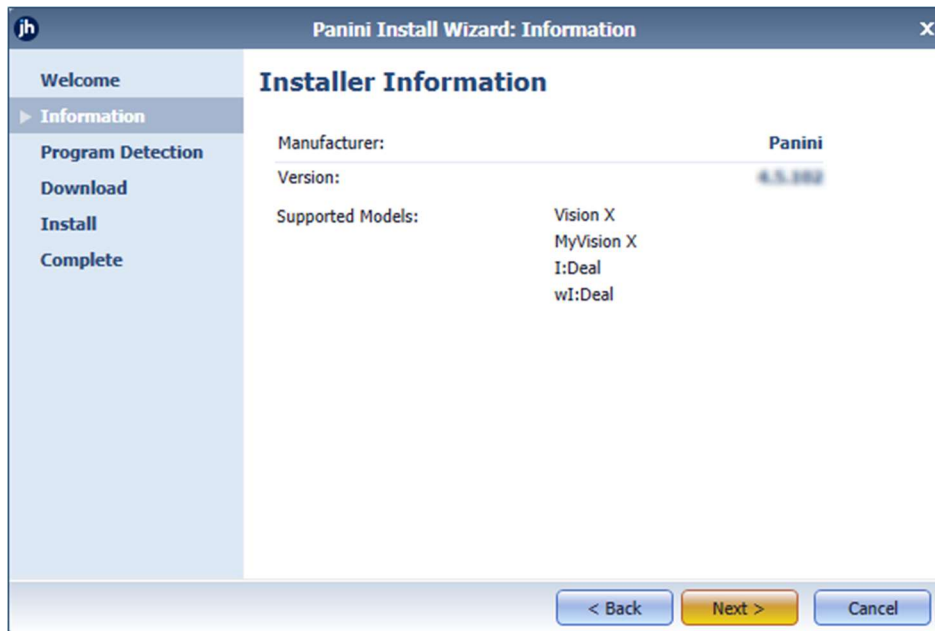 jh
Panini Install Wizard: Information
X
Welcome
Information
Program Detection
Download
Install
Complete
Installer Information
Manufacturer: Panini
Version:
Supported Models: Vision X
MyVision X
I:Deal
wI:Deal
< Back Next > Cancel